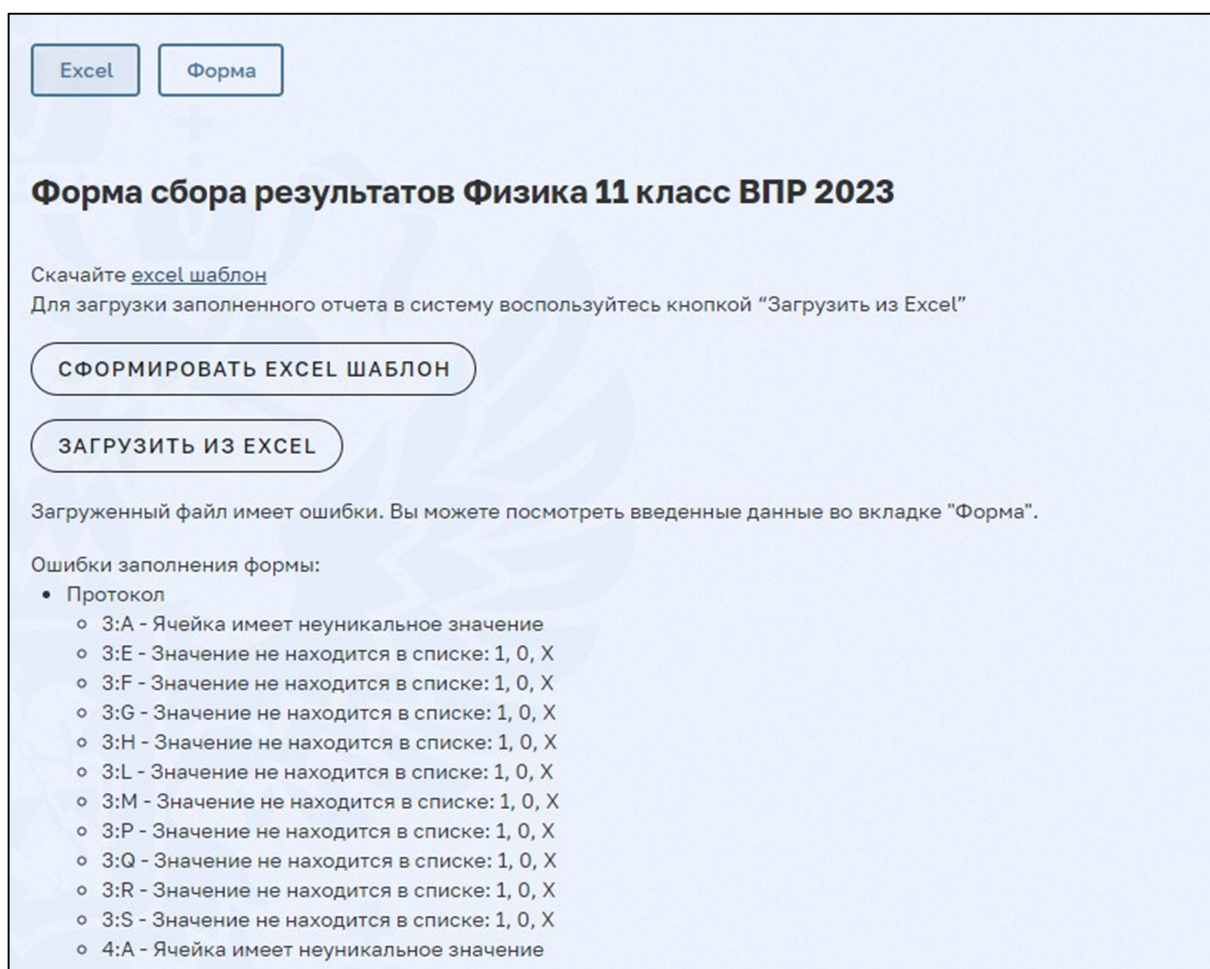 Excel Форма
Форма сбора результатов Физика 11 класс ВПР 2023
Скачайте excel шаблон
Для загрузки заполненного отчета в систему воспользуйтесь кнопкой “Загрузить из Excel”
СФОРМИРОВАТЬ EXCEL ШАБЛОН
ЗАГРУЗИТЬ ИЗ EXCEL
Загруженный файл имеет ошибки. Вы можете посмотреть введенные данные во вкладке "Форма".
Ошибки заполнения формы:
• Протокол
◦ 3:A - Ячейка имеет неуникальное значение
◦ 3:E - Значение не находится в списке: 1, 0, X
◦ 3:F - Значение не находится в списке: 1, 0, X
◦ 3:G - Значение не находится в списке: 1, 0, X
◦ 3:H - Значение не находится в списке: 1, 0, X
◦ 3:L - Значение не находится в списке: 1, 0, X
◦ 3:M - Значение не находится в списке: 1, 0, X
◦ 3:P - Значение не находится в списке: 1, 0, X
◦ 3:Q - Значение не находится в списке: 1, 0, X
◦ 3:R - Значение не находится в списке: 1, 0, X
◦ 3:S - Значение не находится в списке: 1, 0, X
◦ 4:A - Ячейка имеет неуникальное значение